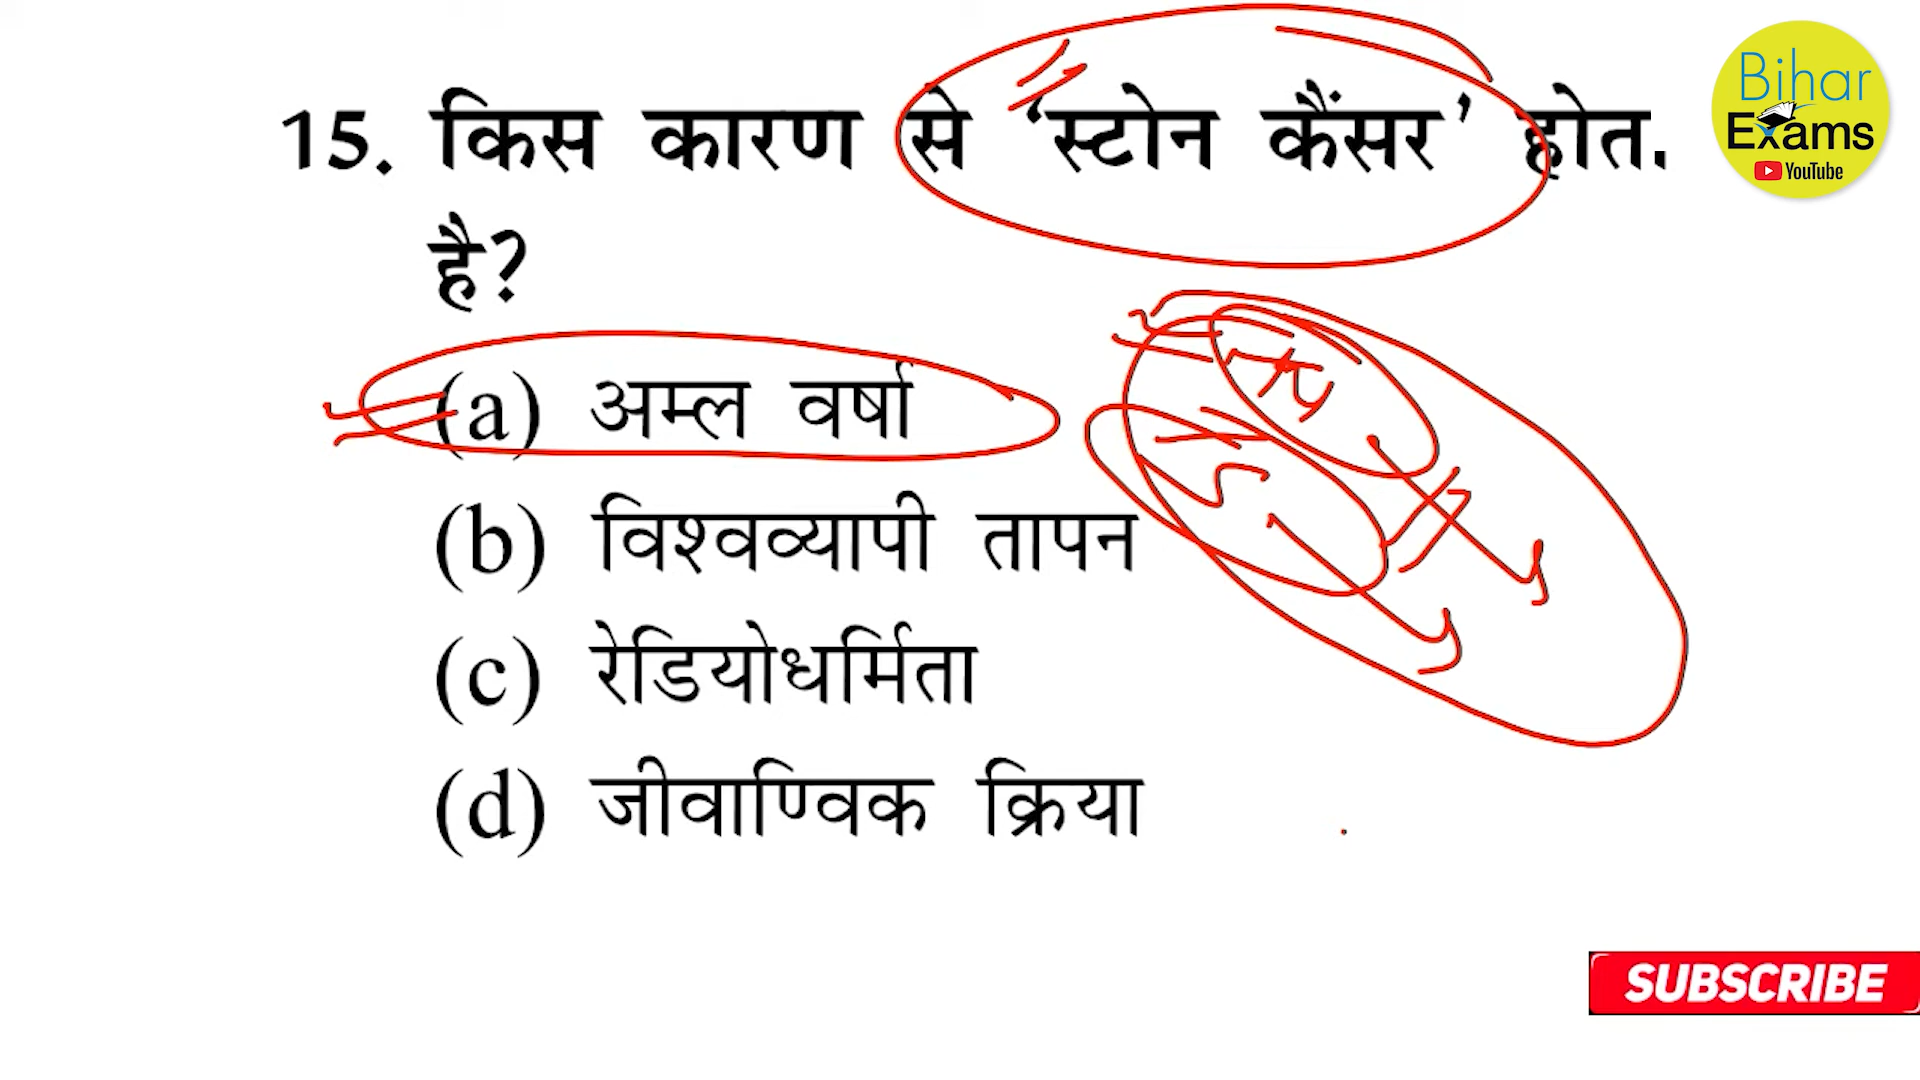 15. किस कारण से ‘स्टोन कैंसर’ होत.
है?
(a) अम्ल वर्षा
(b) विश्वव्यापी तापन
(c) रेडियोधर्मिता
(d) जीवाण्विक क्रिया
Bihar
Exams
YouTube
SUBSCRIBE